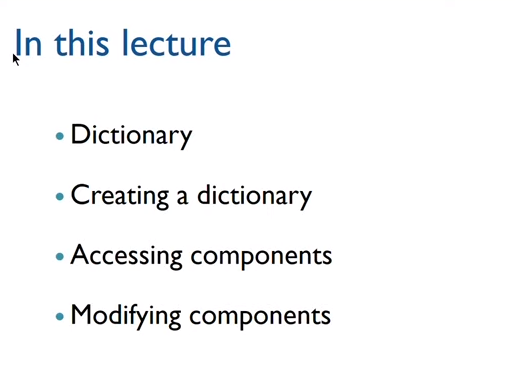 In this lecture
• Dictionary
• Creating a dictionary
• Accessing components
• Modifying components